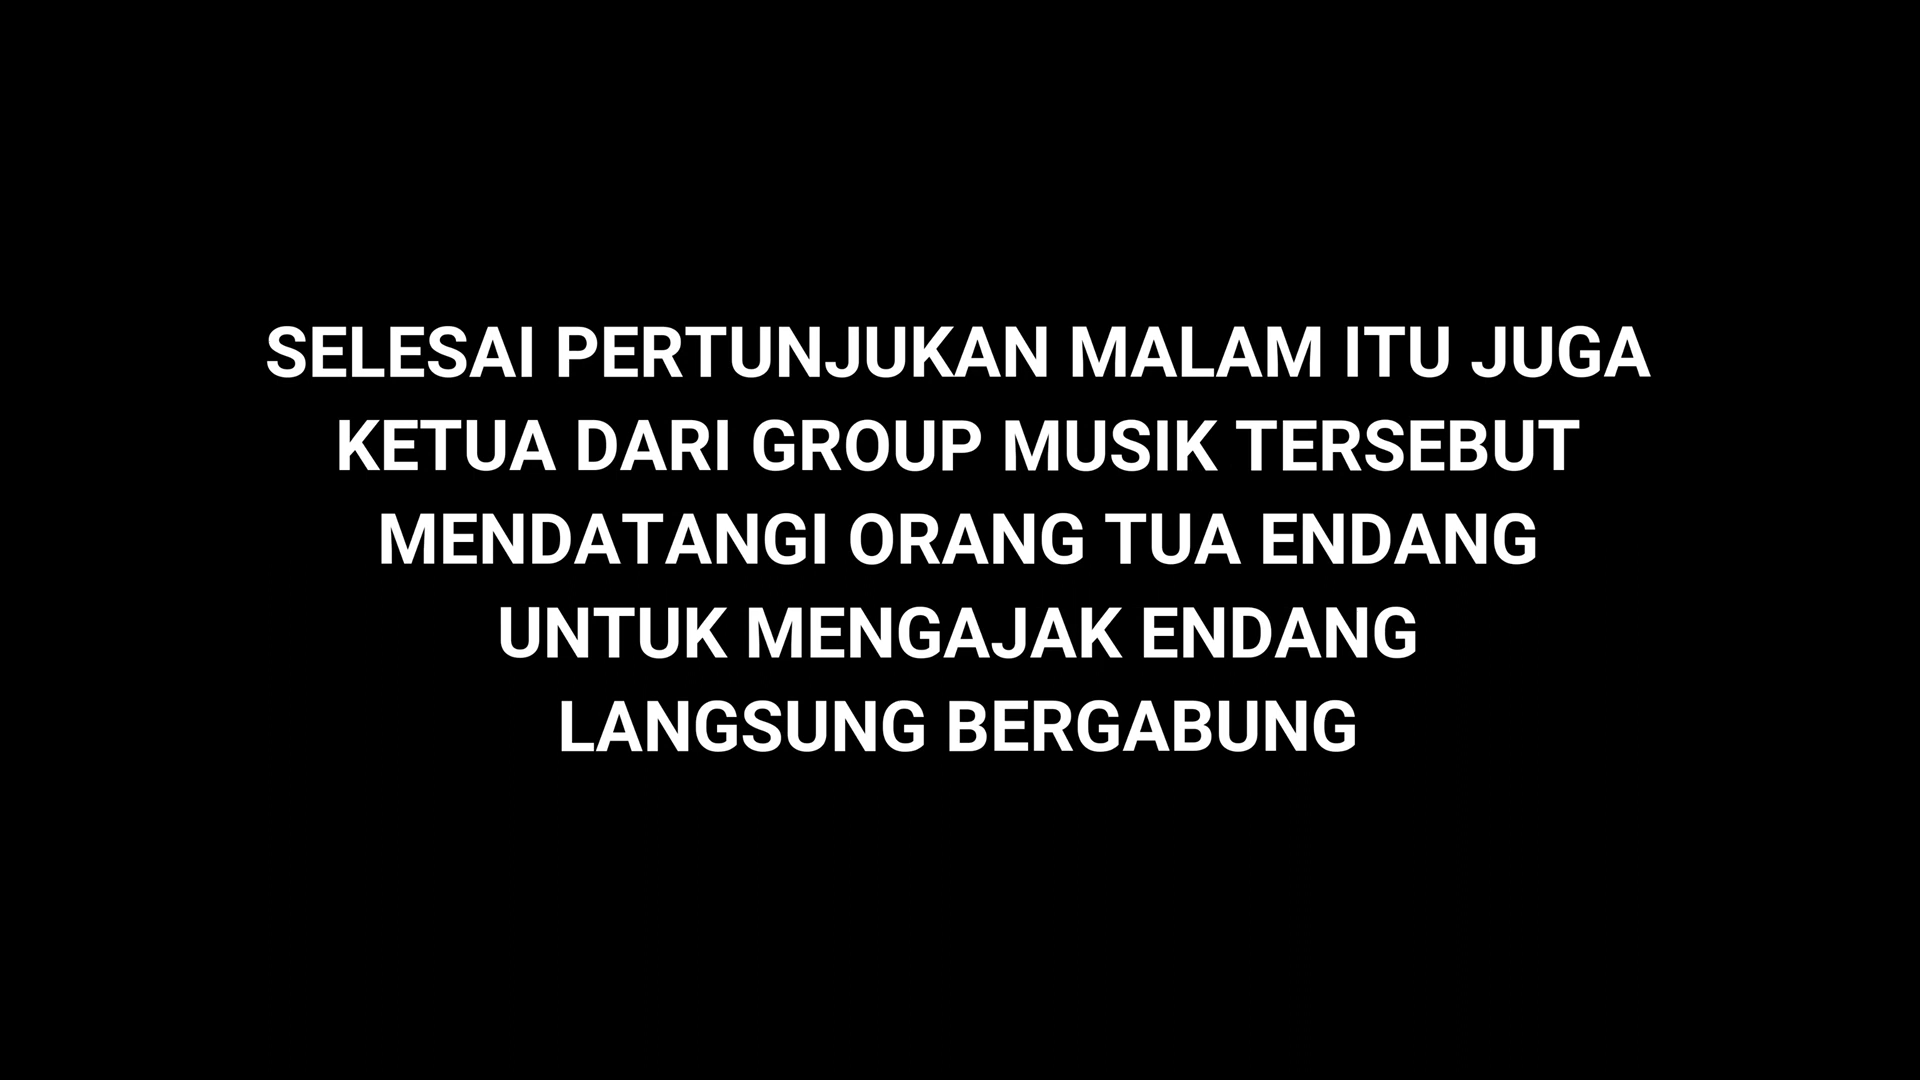 SELESAI PERTUNJUKAN MALAM ITU JUGA
KETUA DARI GROUP MUSIK TERSEBUT
MENDATANGI ORANG TUA ENDANG
UNTUK MENGAJAK ENDANG
LANGSUNG BERGABUNG